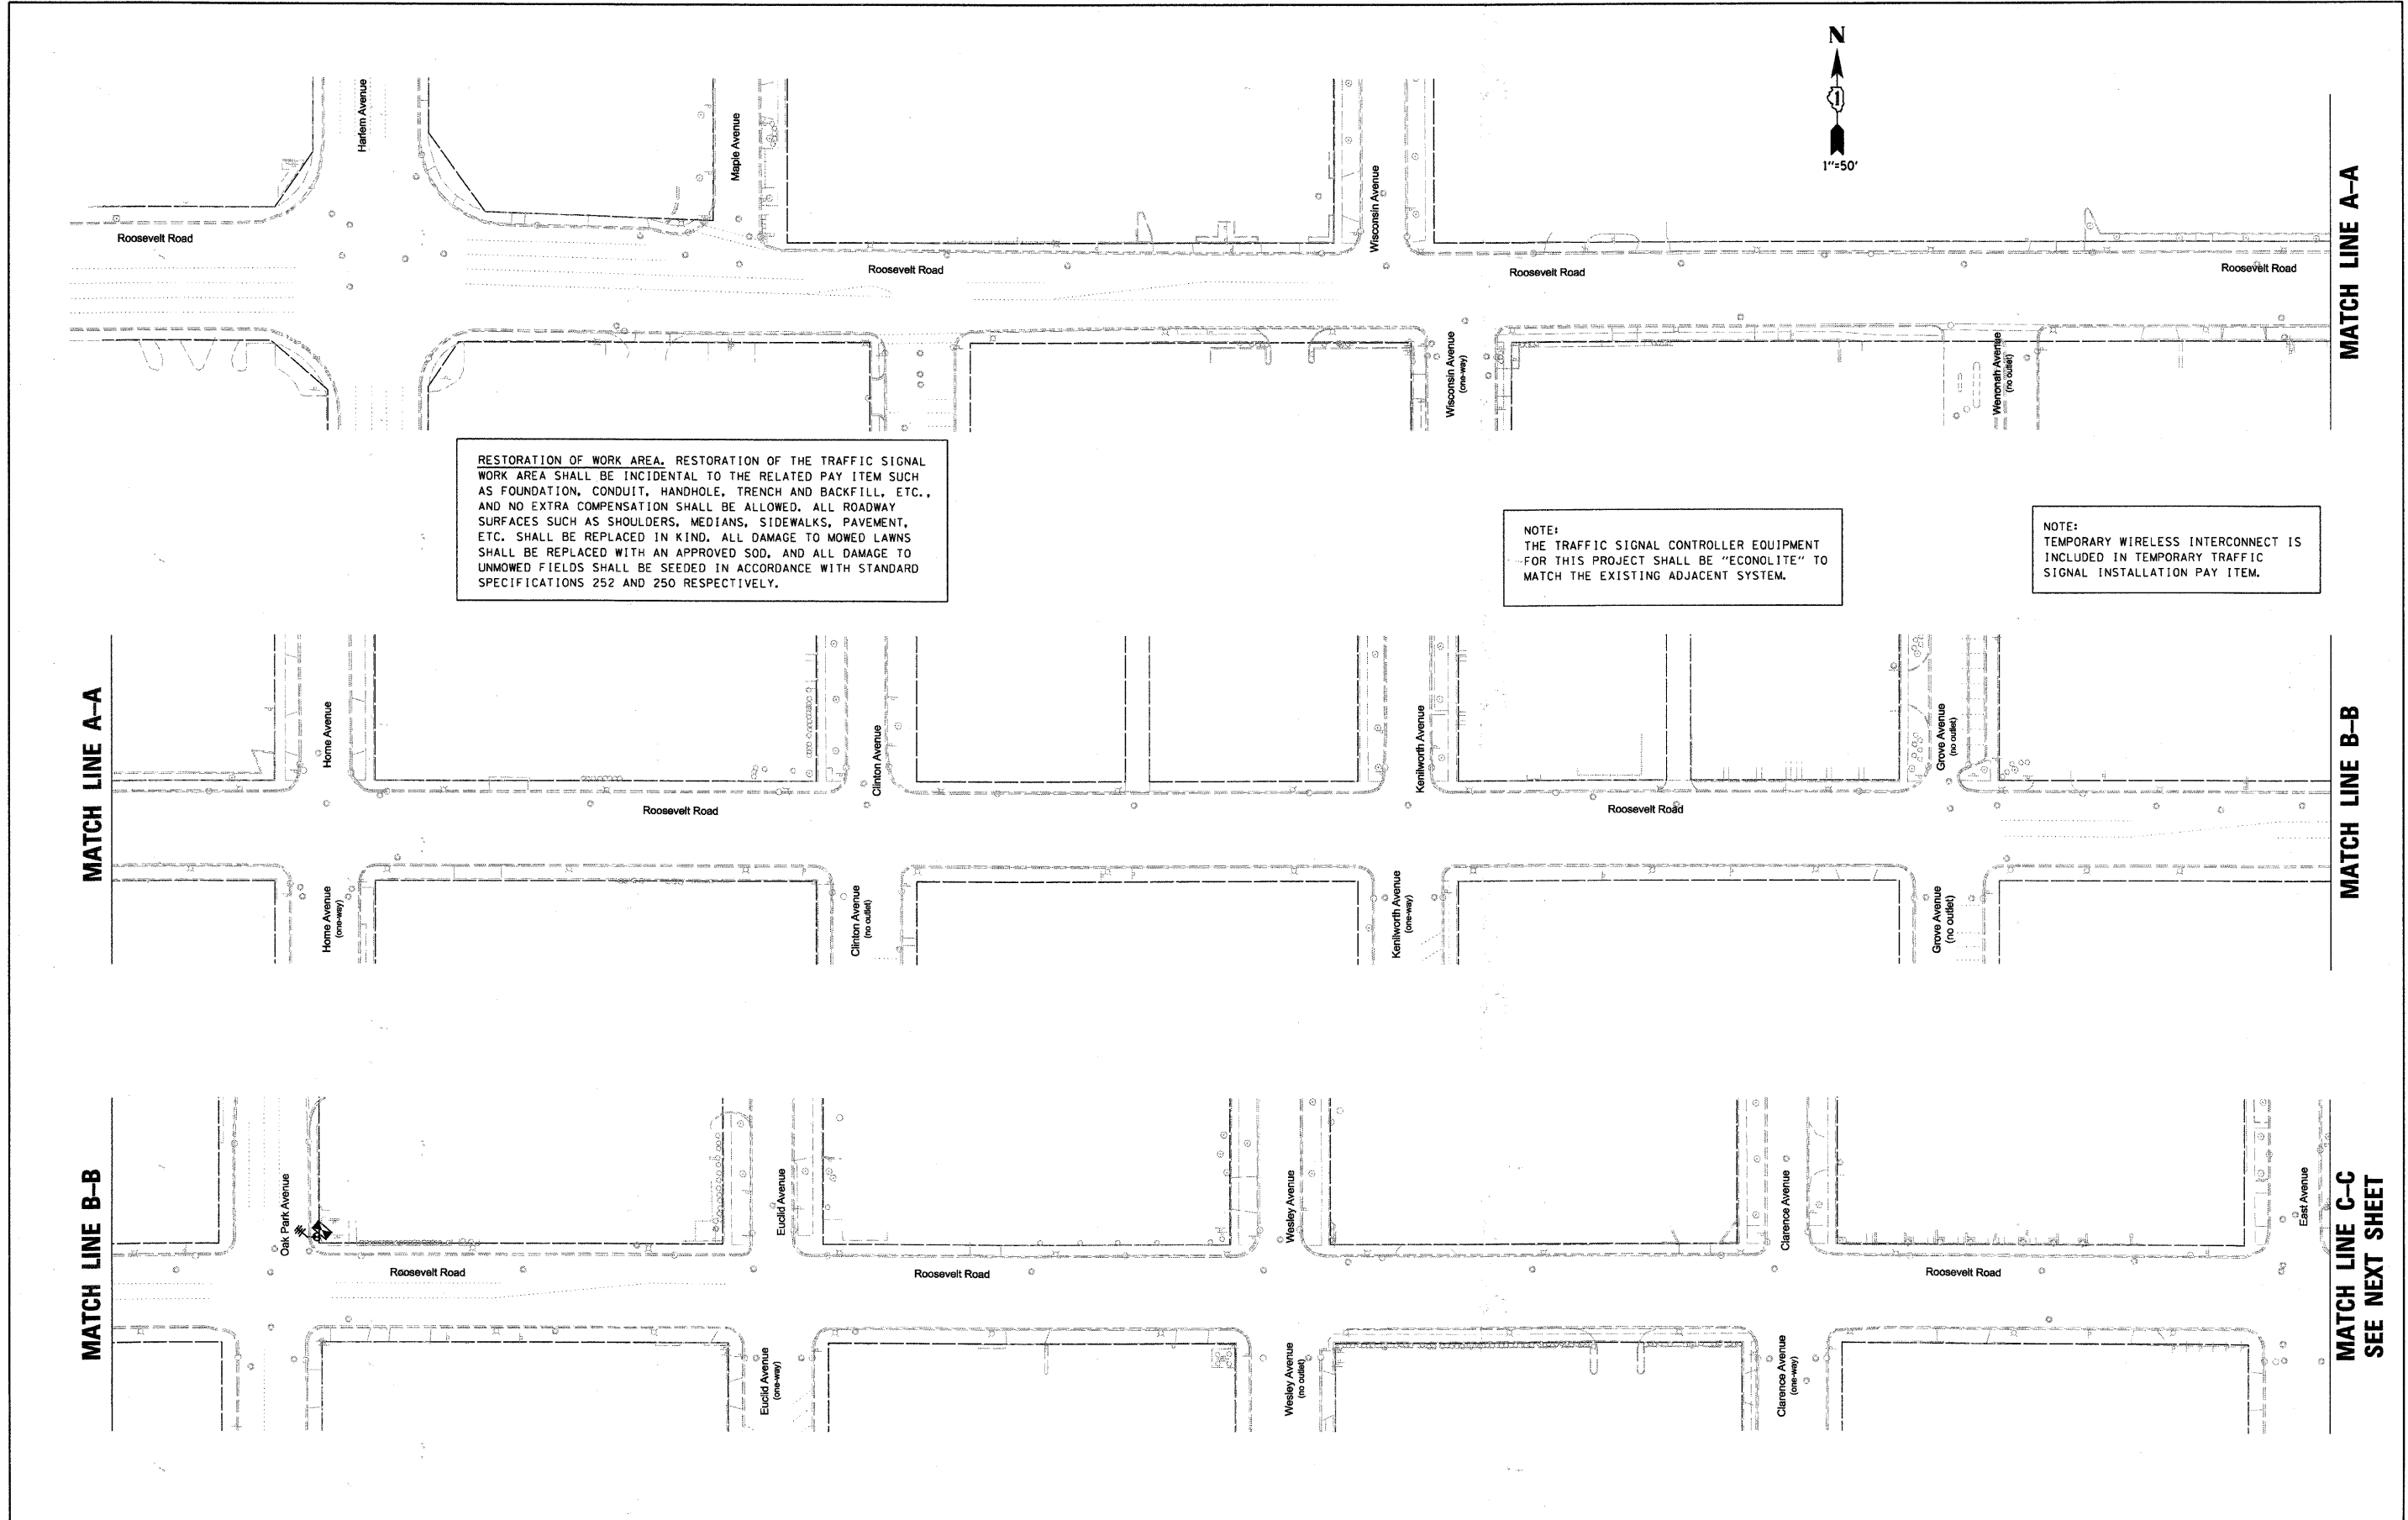 N
1
1"=50'
Harlem Avenue
Maple Avenue
Wisconsin Avenue
Roosevelt Road
Roosevelt Road
Roosevelt Road
Roosevelt Road
MATCH LINE A–A
Wisconsin Avenue
(one-way)
Wenonah Avenue
(no outlet)
RESTORATION OF WORK AREA. RESTORATION OF THE TRAFFIC SIGNAL
WORK AREA SHALL BE INCIDENTAL TO THE RELATED PAY ITEM SUCH
AS FOUNDATION, CONDUIT, HANDHOLE, TRENCH AND BACKFILL, ETC.,
AND NO EXTRA COMPENSATION SHALL BE ALLOWED. ALL ROADWAY
SURFACES SUCH AS SHOULDERS, MEDIANS, SIDEWALKS, PAVEMENT,
ETC. SHALL BE REPLACED IN KIND. ALL DAMAGE TO MOWED LAWNS
SHALL BE REPLACED WITH AN APPROVED SOD, AND ALL DAMAGE TO
UNMOWED FIELDS SHALL BE SEEDED IN ACCORDANCE WITH STANDARD
SPECIFICATIONS 252 AND 250 RESPECTIVELY.
NOTE:
THE TRAFFIC SIGNAL CONTROLLER EQUIPMENT
FOR THIS PROJECT SHALL BE "ECONOLITE" TO
MATCH THE EXISTING ADJACENT SYSTEM.
NOTE:
TEMPORARY WIRELESS INTERCONNECT IS
INCLUDED IN TEMPORARY TRAFFIC
SIGNAL INSTALLATION PAY ITEM.
MATCH LINE A–A
Home Avenue
Clinton Avenue
Kenilworth Avenue
Grove Avenue
(no outlet)
Roosevelt Road
Roosevelt Road
MATCH LINE B–B
Home Avenue
(one-way)
Clinton Avenue
(no outlet)
Kenilworth Avenue
(one-way)
Grove Avenue
(no outlet)
MATCH LINE B–B
Oak Park Avenue
Euclid Avenue
Wesley Avenue
Clarence Avenue
East Avenue
Roosevelt Road
Roosevelt Road
Roosevelt Road
MATCH LINE C–C
SEE NEXT SHEET
Euclid Avenue
(one-way)
Wesley Avenue
(no outlet)
Clarence Avenue
(one-way)